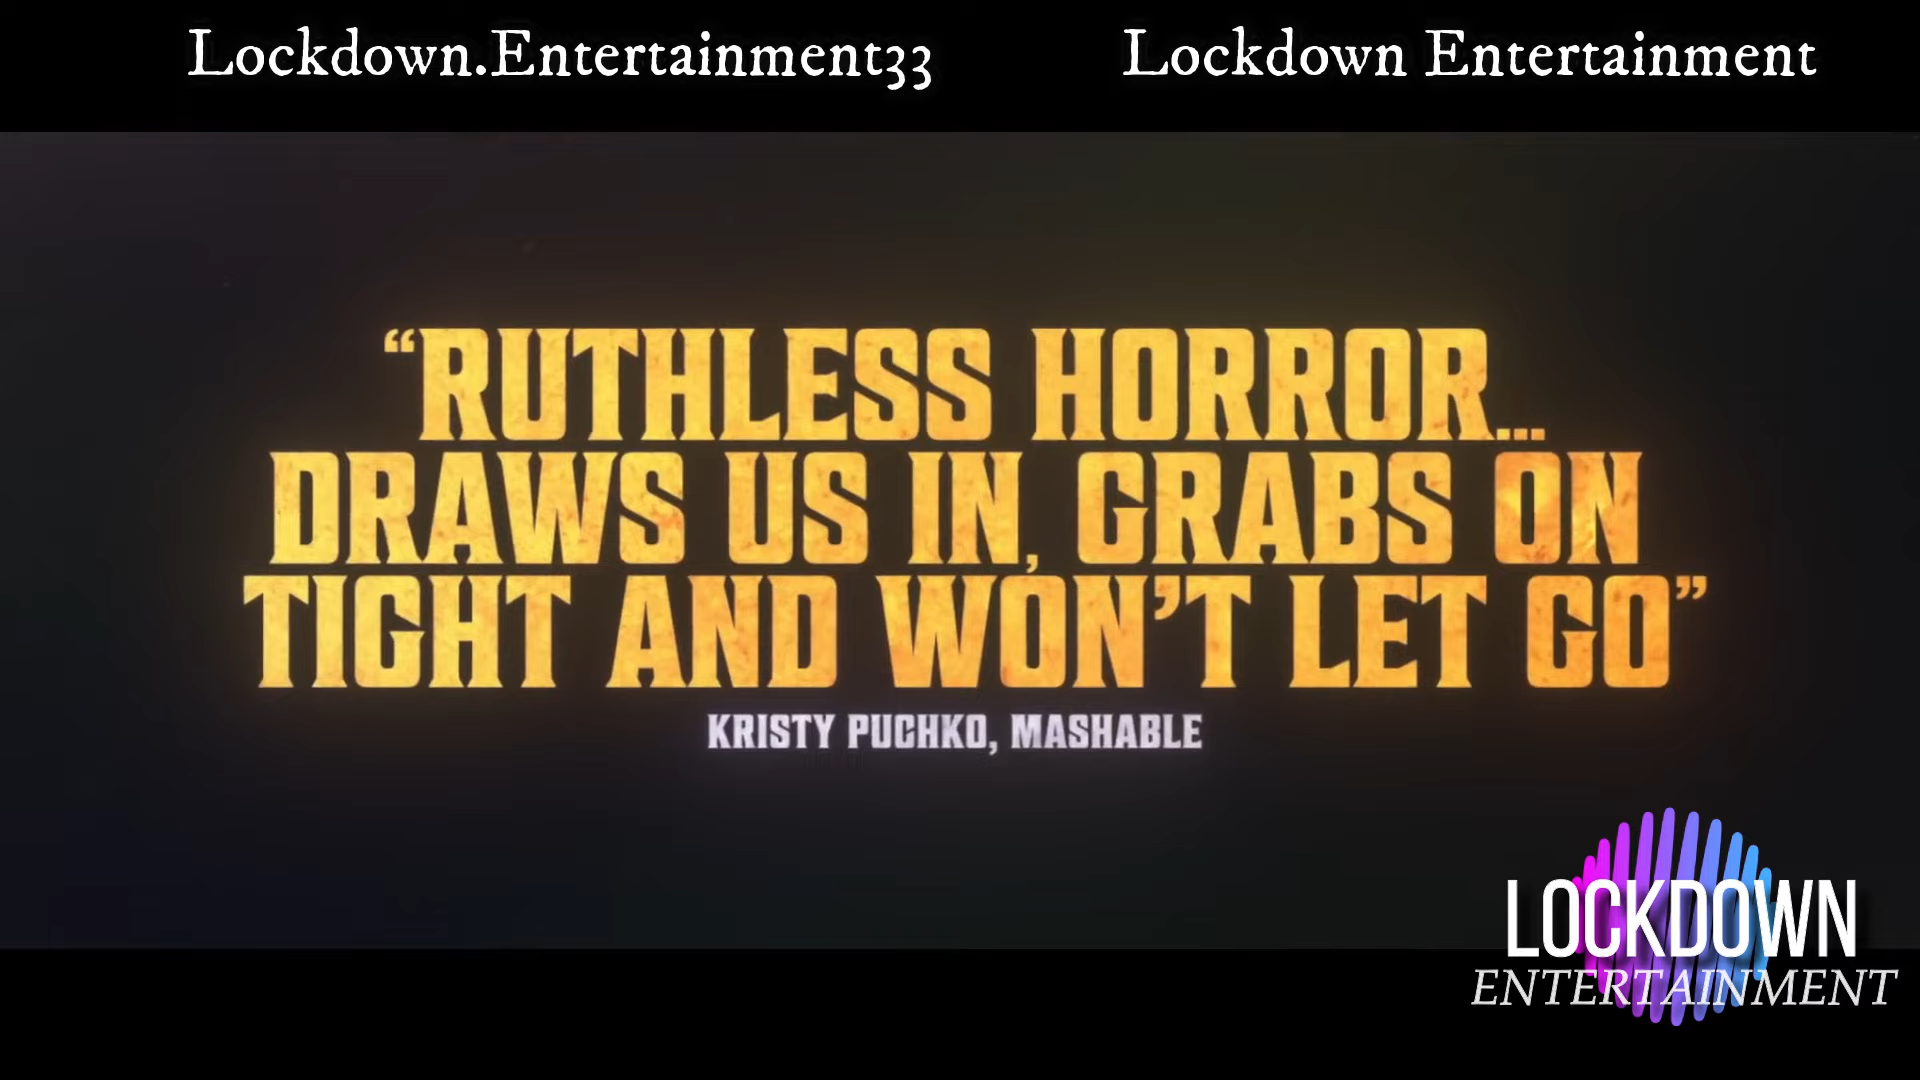 Lockdown.Entertainment33
Lockdown Entertainment
“RUTHLESS HORROR...
DRAWS US IN, GRABS ON
TIGHT AND WON’T LET GO”
KRISTY PUCHKO, MASHABLE
LOCKDOWN
ENTERTAINMENT